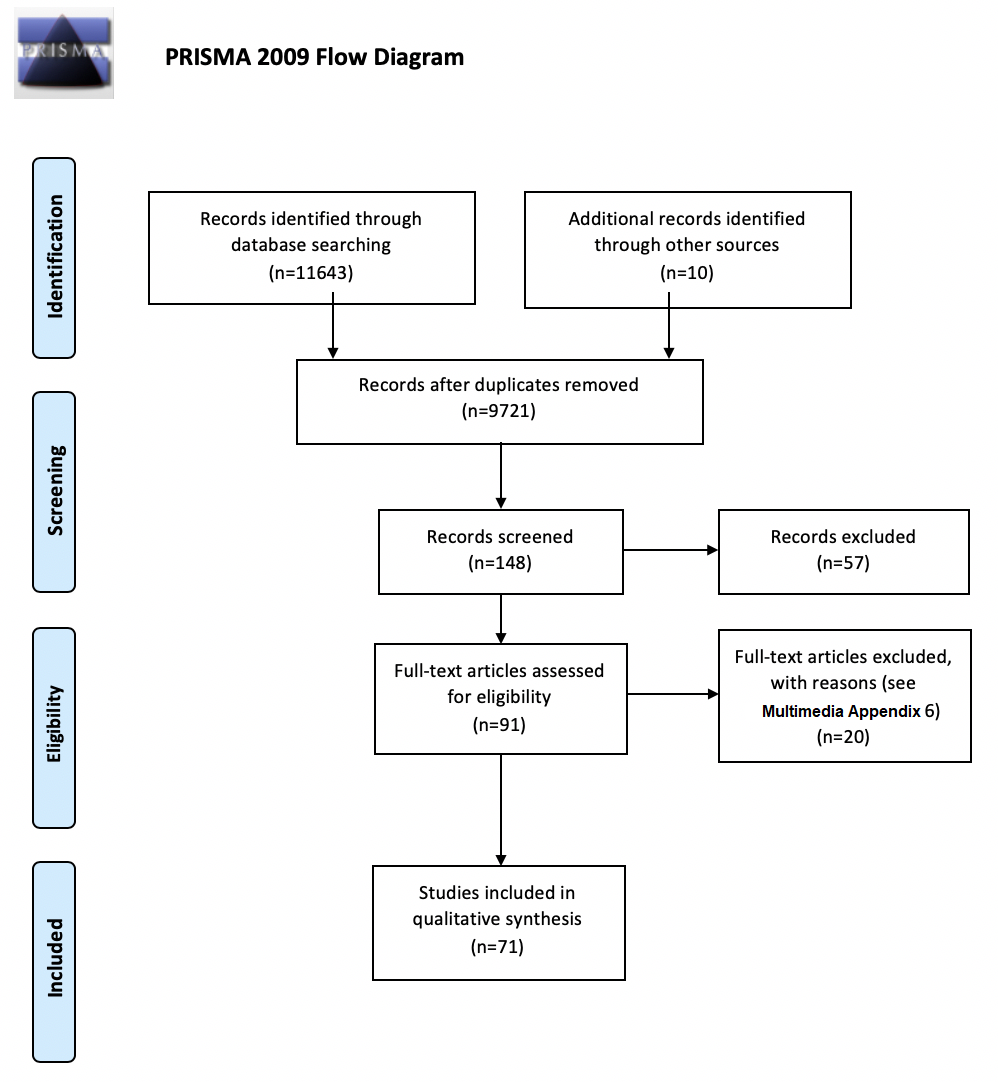 PRISMA
PRISMA 2009 Flow Diagram
Identification
Records identified through
database searching
(n=11643)
Additional records identified
through other sources
(n=10)
Records after duplicates removed
(n=9721)
Screening
Records screened
(n=148)
Records excluded
(n=57)
Eligibility
Full-text articles assessed
for eligibility
(n=91)
Full-text articles excluded,
with reasons (see
Multimedia Appendix 6)
(n=20)
Included
Studies included in
qualitative synthesis
(n=71)